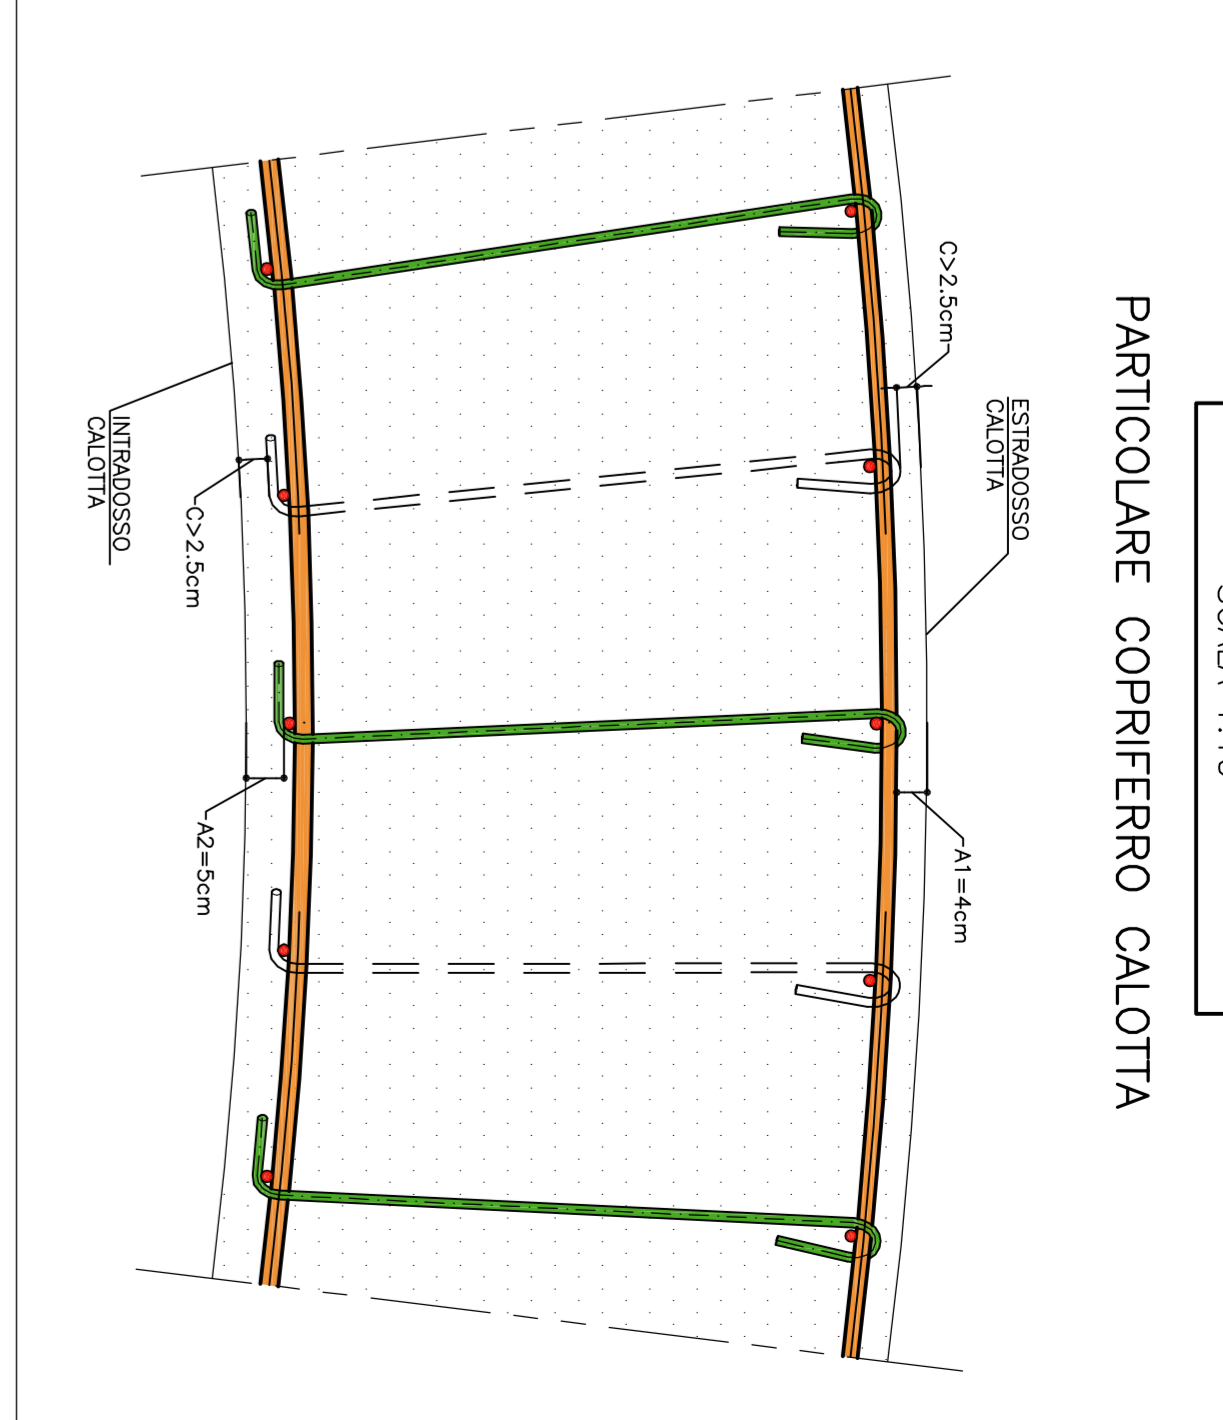 PARTICOLARE COPRIFERRO CALOTTA
C>2.5cm
ESTRADOSSO
CALOTTA
A1=4cm
INTRADOSSO
CALOTTA
C>2.5cm
A2=5cm